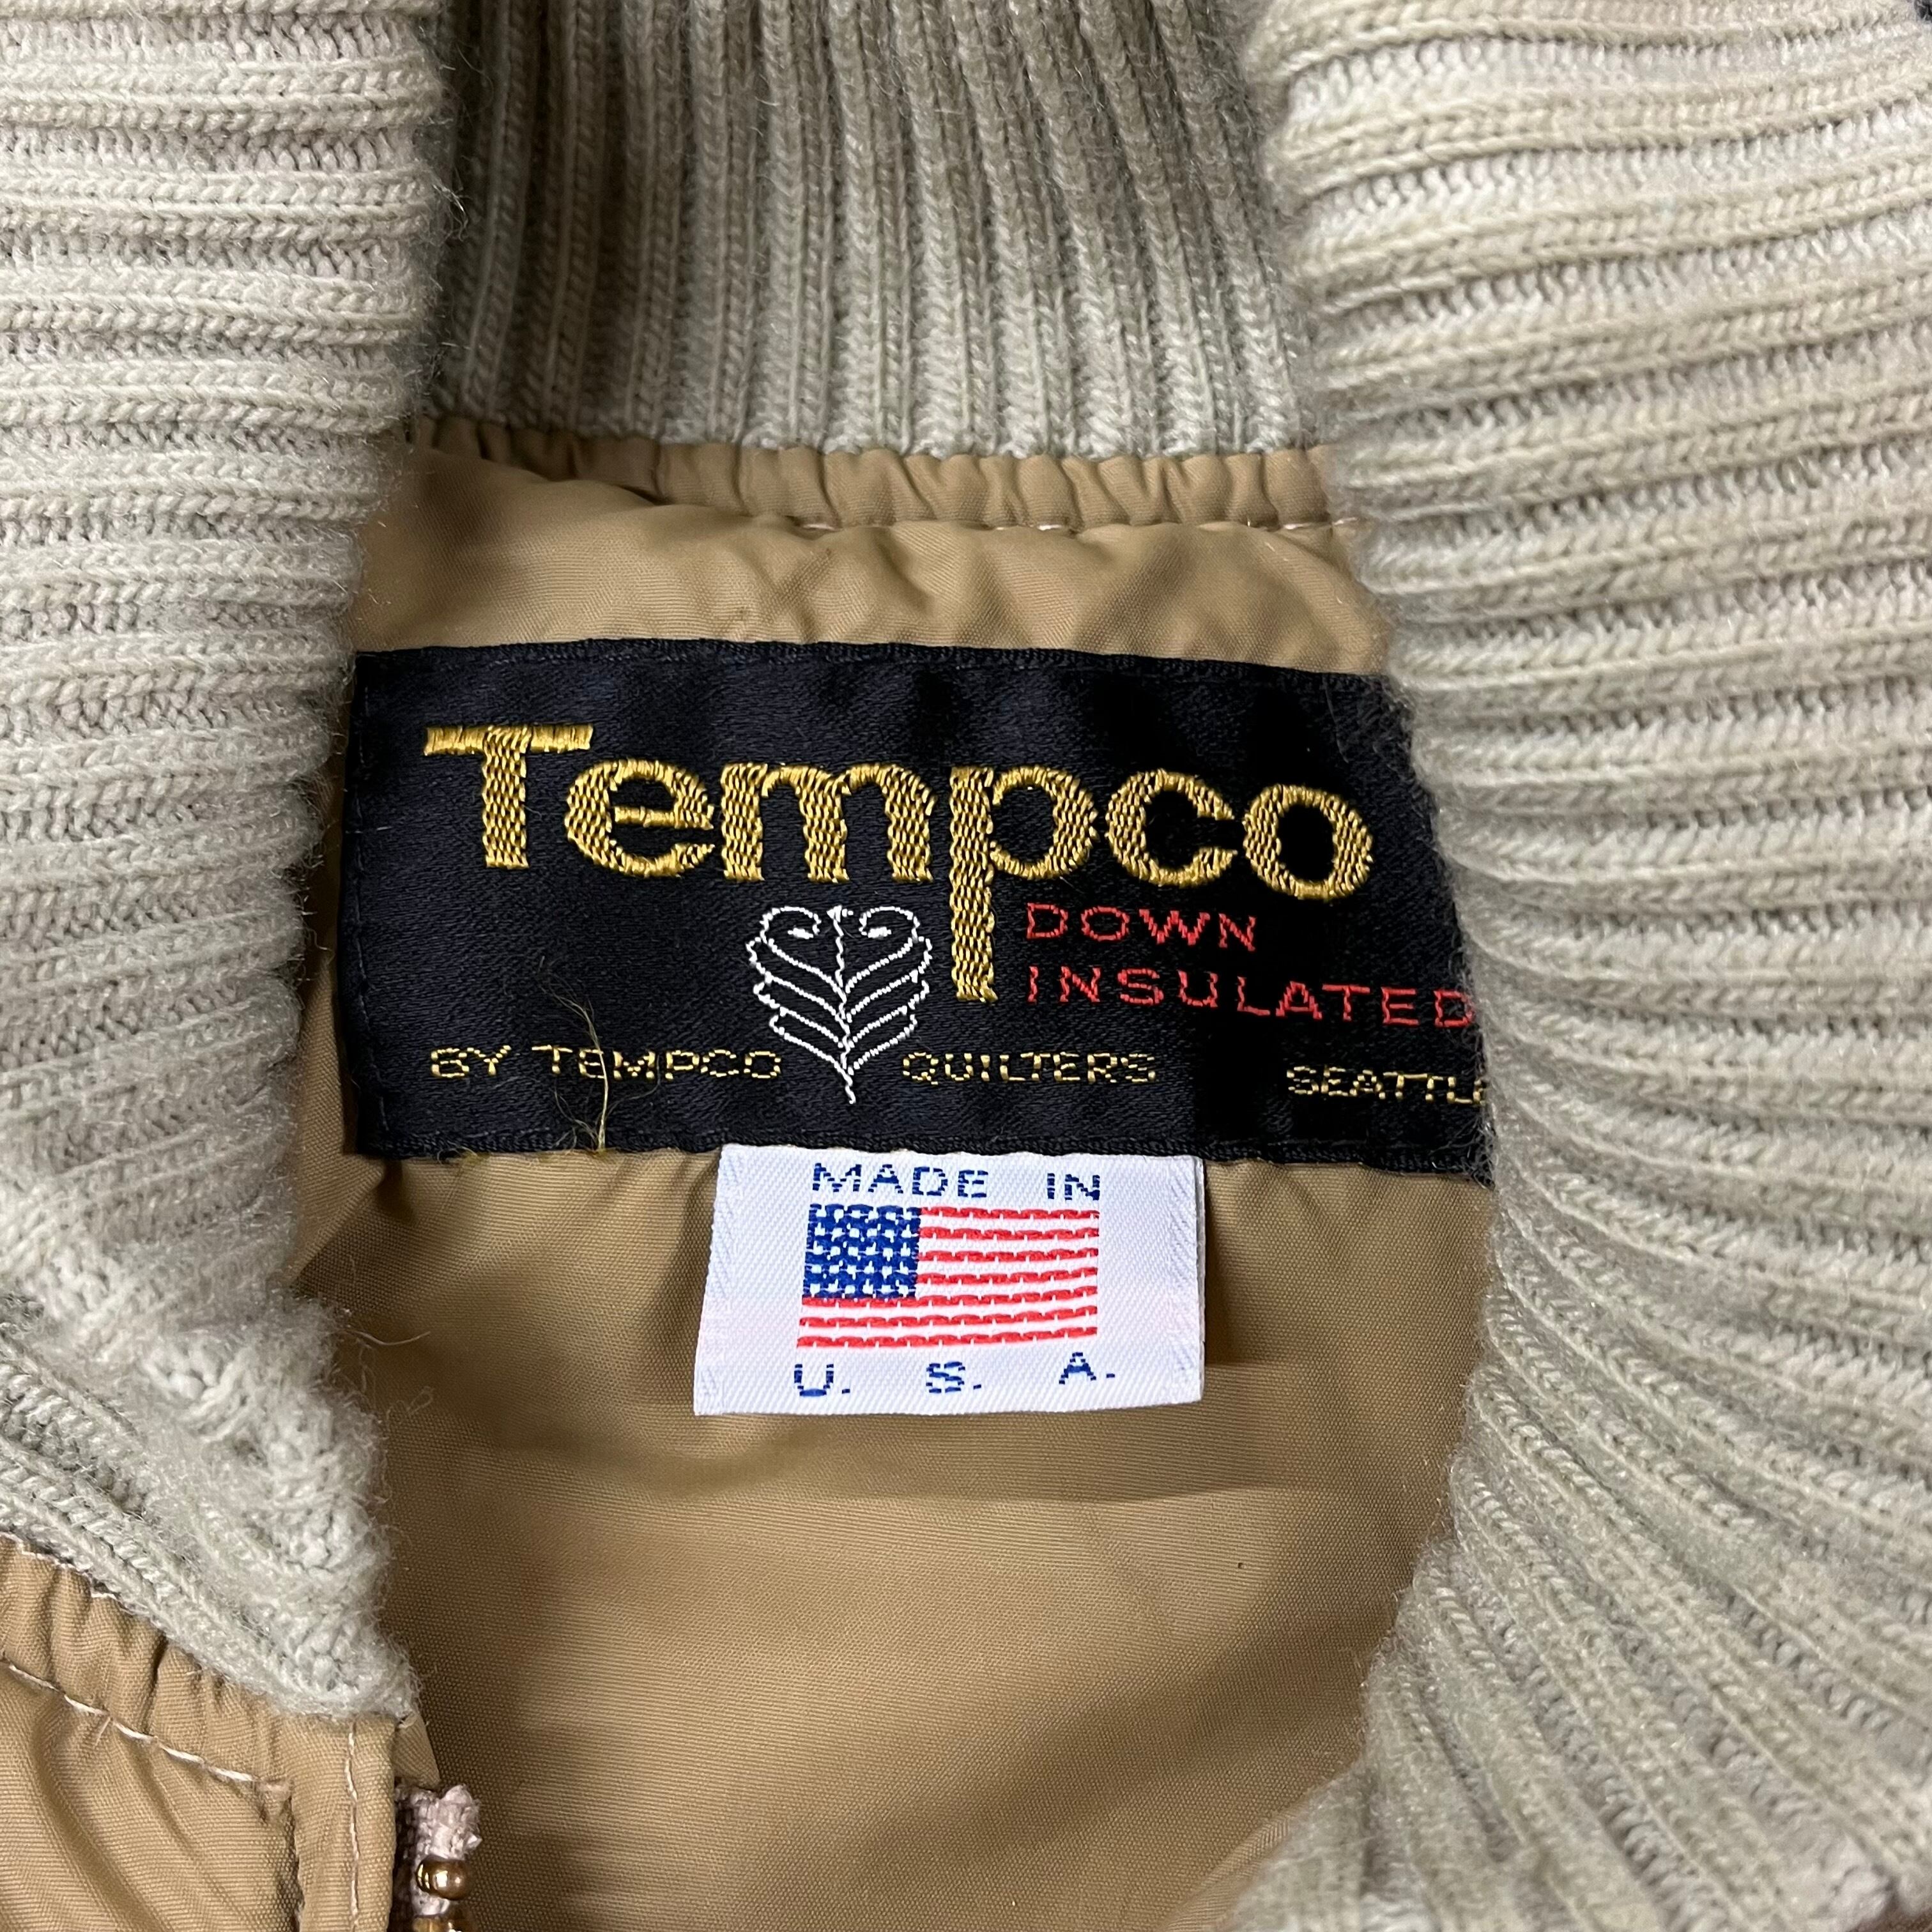 Tempco
DOWN
INSULATED
BY TEMPCO QUILTERS
MADE IN
U. S. A.